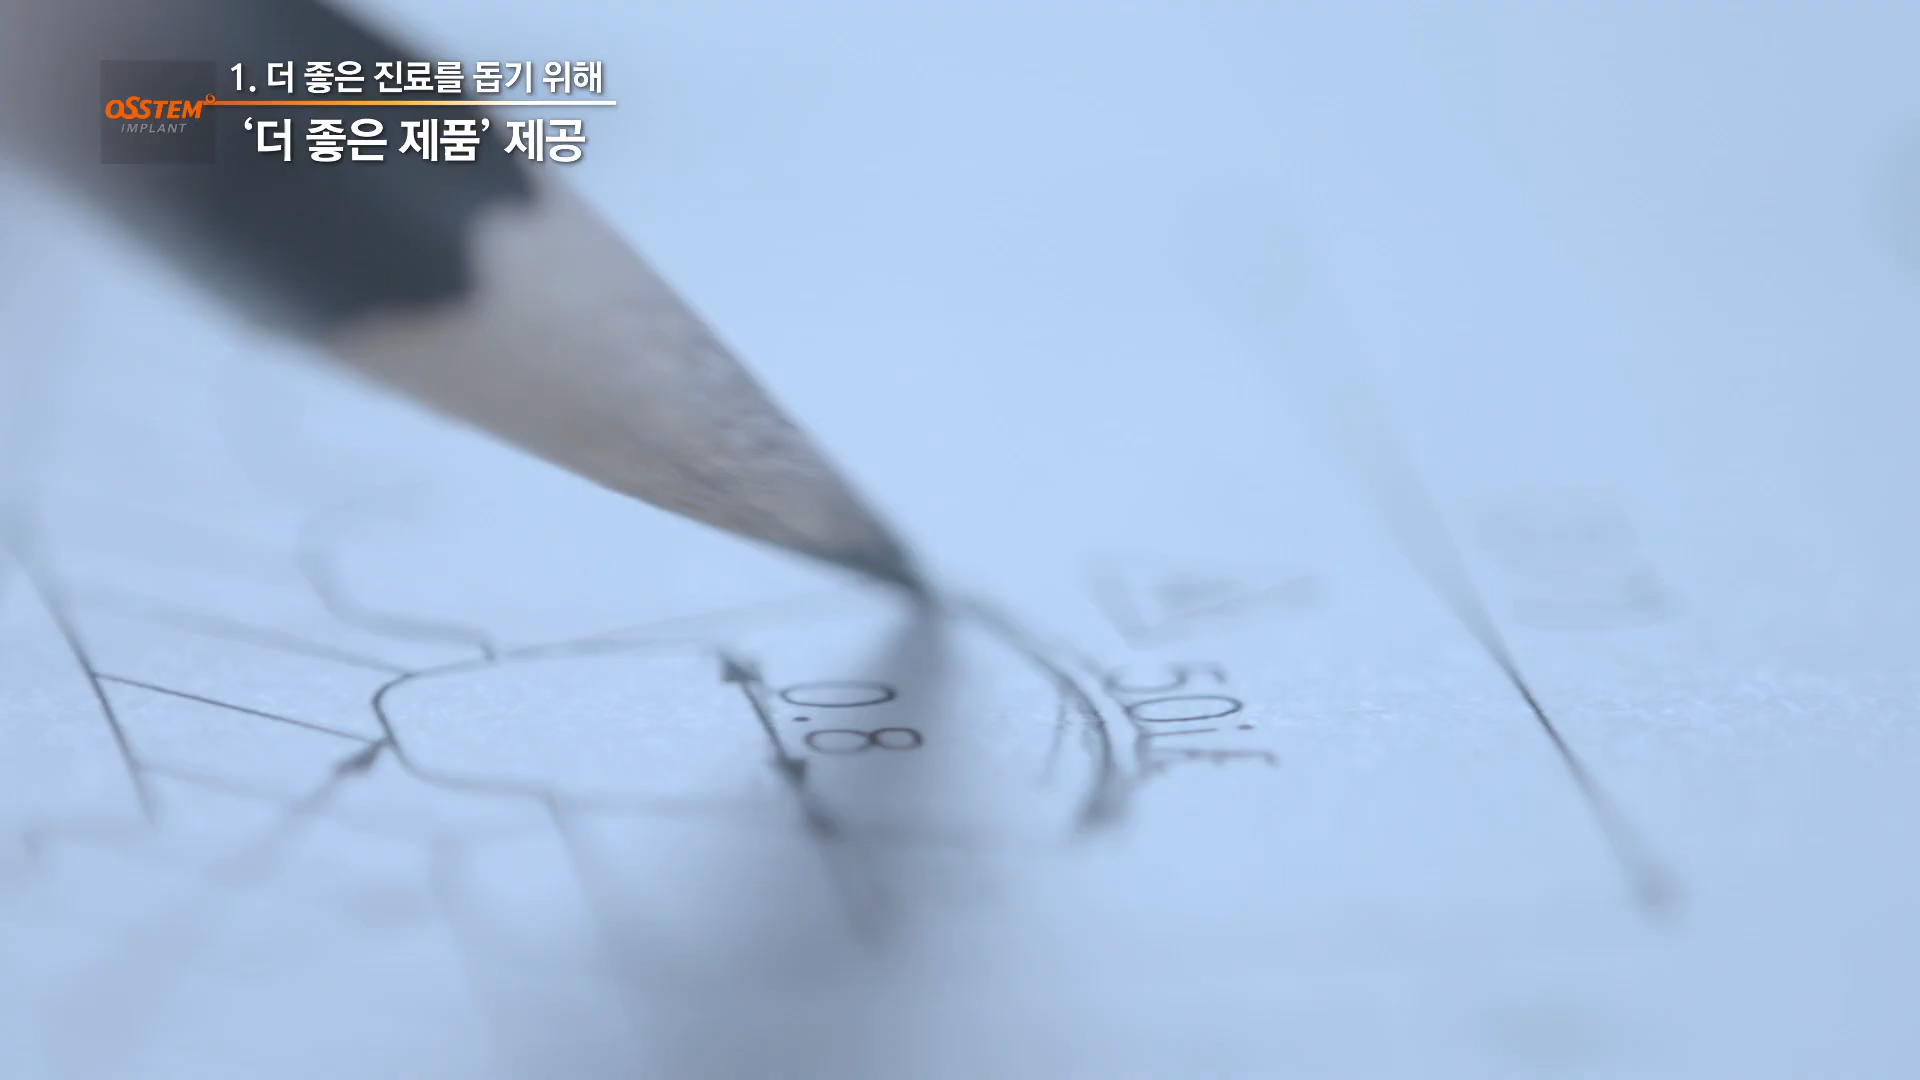 1. 더 좋은 진료를 돕기 위해
OSSTEM
IMPLANT
‘더 좋은 제품’ 제공
0.8